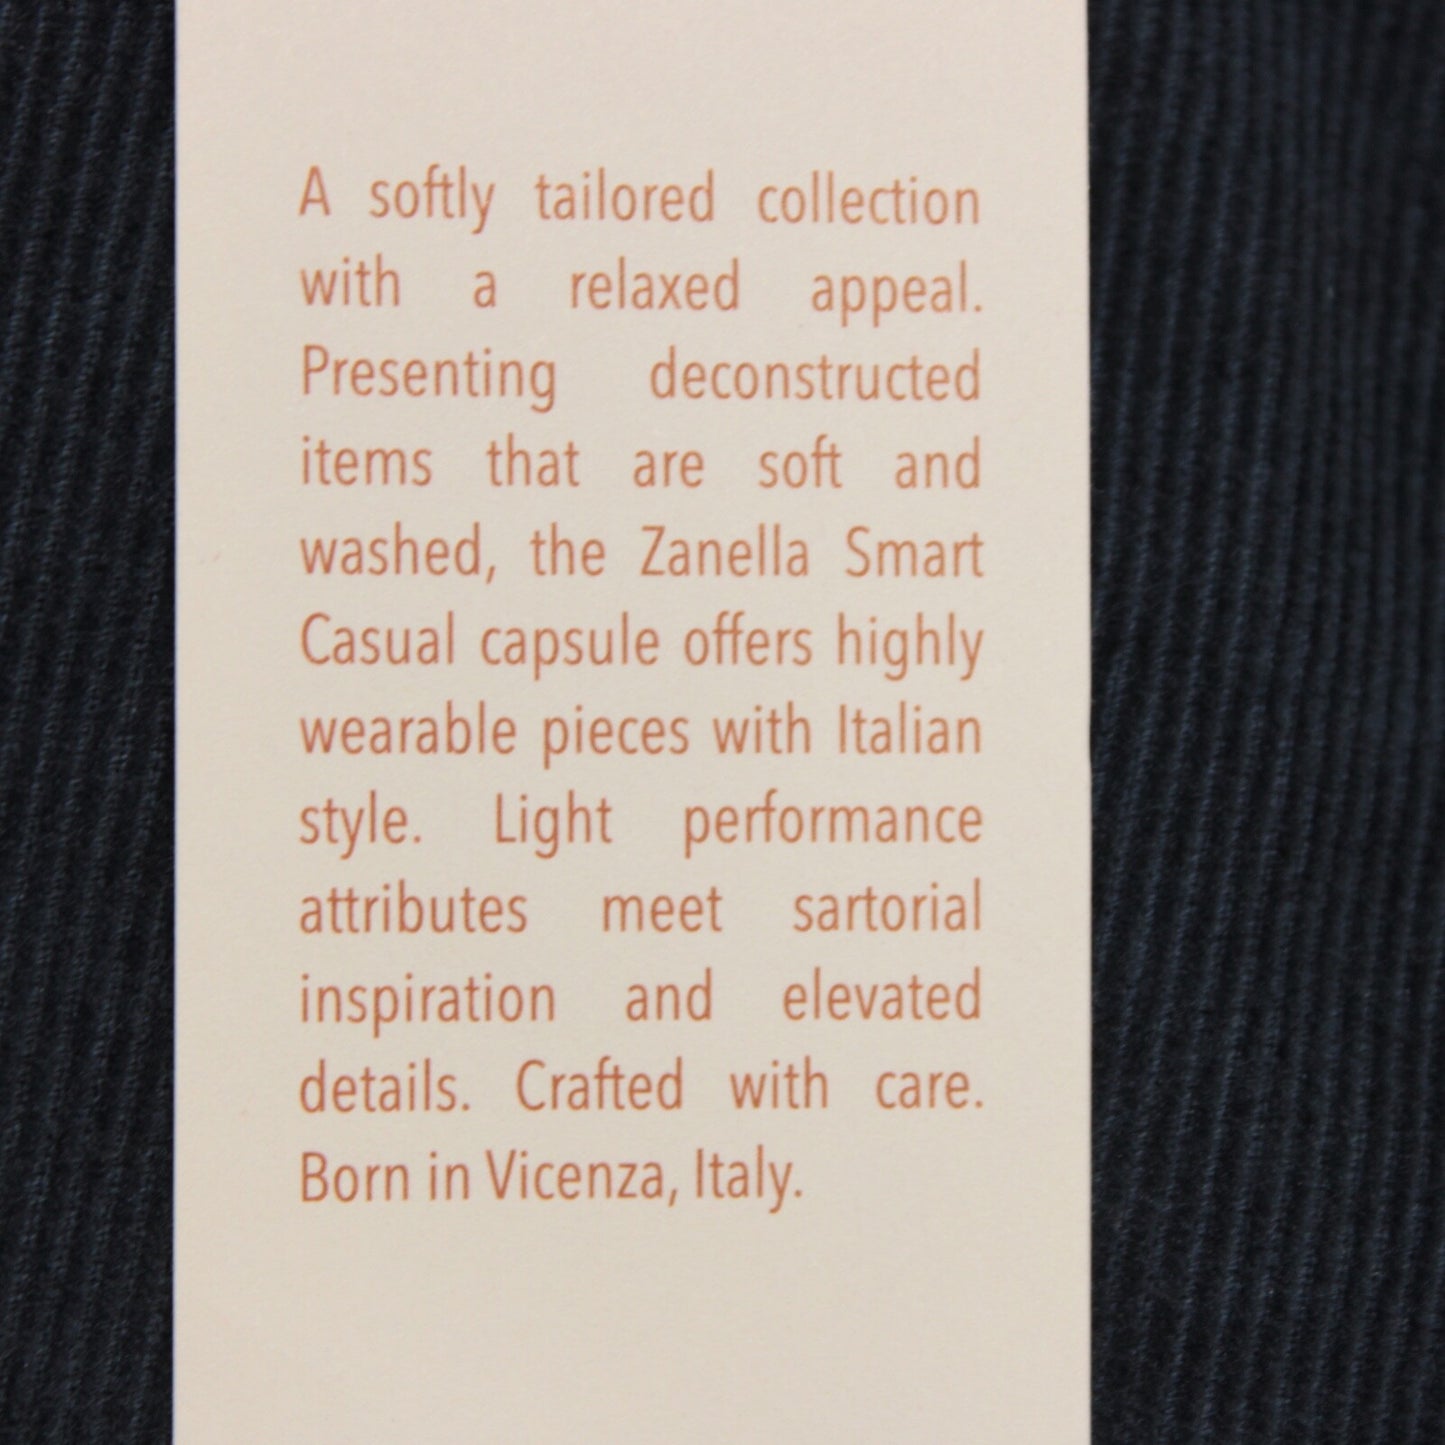 A softly tailored collection
with a relaxed appeal.
Presenting deconstructed
items that are soft and
washed, the Zanella Smart
Casual capsule offers highly
wearable pieces with Italian
style. Light performance
attributes meet sartorial
inspiration and elevated
details. Crafted with care.
Born in Vicenza, Italy.